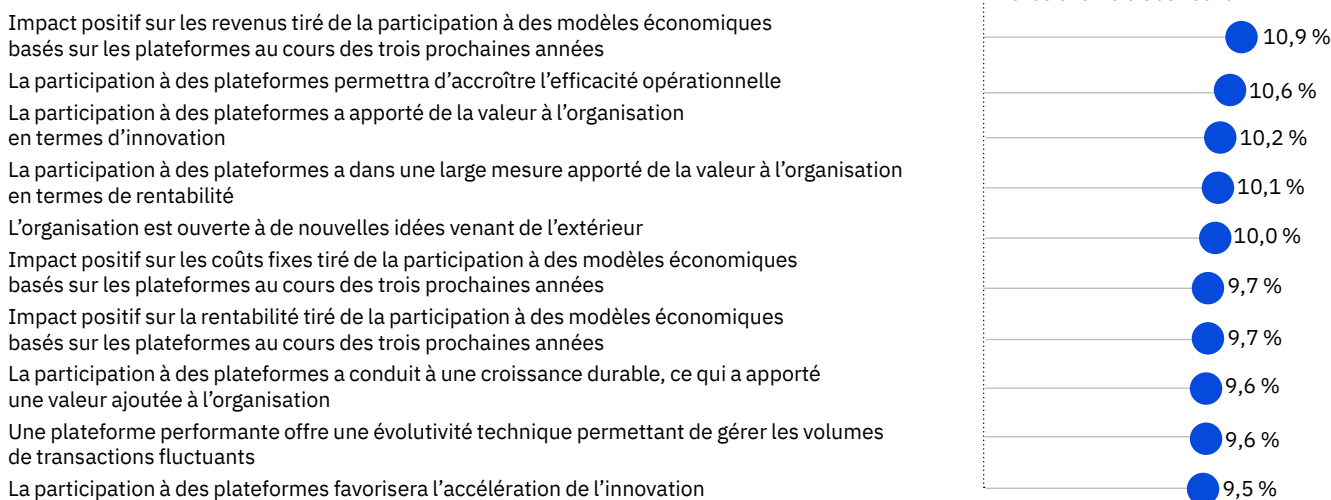 Impact positif sur les revenus tiré de la participation à des modèles économiques
basés sur les plateformes au cours des trois prochaines années
10,9 %
La participation à des plateformes permettra d’accroître l’efficacité opérationnelle
10,6 %
La participation à des plateformes a apporté de la valeur à l’organisation
en termes d’innovation
10,2 %
La participation à des plateformes a dans une large mesure apporté de la valeur à l’organisation
en termes de rentabilité
10,1 %
L’organisation est ouverte à de nouvelles idées venant de l’extérieur
10,0 %
Impact positif sur les coûts fixes tiré de la participation à des modèles économiques
basés sur les plateformes au cours des trois prochaines années
9,7 %
Impact positif sur la rentabilité tiré de la participation à des modèles économiques
basés sur les plateformes au cours des trois prochaines années
9,7 %
La participation à des plateformes a conduit à une croissance durable, ce qui a apporté
une valeur ajoutée à l’organisation
9,6 %
Une plateforme performante offre une évolutivité technique permettant de gérer les volumes
de transactions fluctuants
9,6 %
La participation à des plateformes favorisera l’accélération de l’innovation
9,5 %